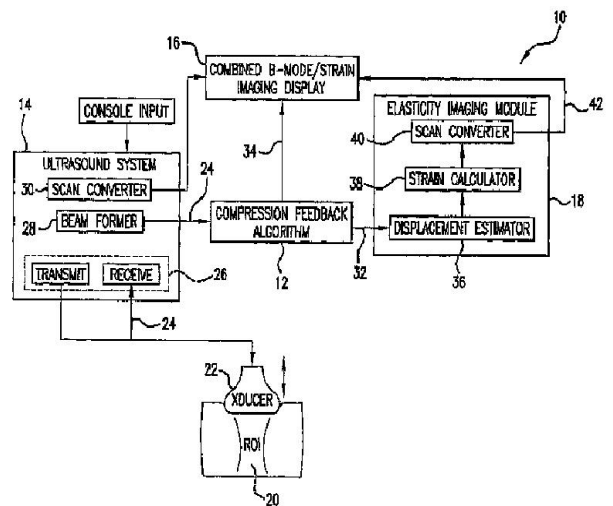 10
16
COMBINED B-MODE/STRAIN
IMAGING DISPLAY
14
CONSOLE INPUT
ELASTICITY IMAGING MODULE
42
40
SCAN CONVERTER
34
ULTRASOUND SYSTEM
30
SCAN CONVERTER
24
38
STRAIN CALCULATOR
18
28
BEAM FORMER
COMPRESSION FEEDBACK
ALGORITHM
DISPLACEMENT ESTIMATOR
32
36
12
TRANSMIT
RECEIVE
26
24
22
XDUCER
ROI
20